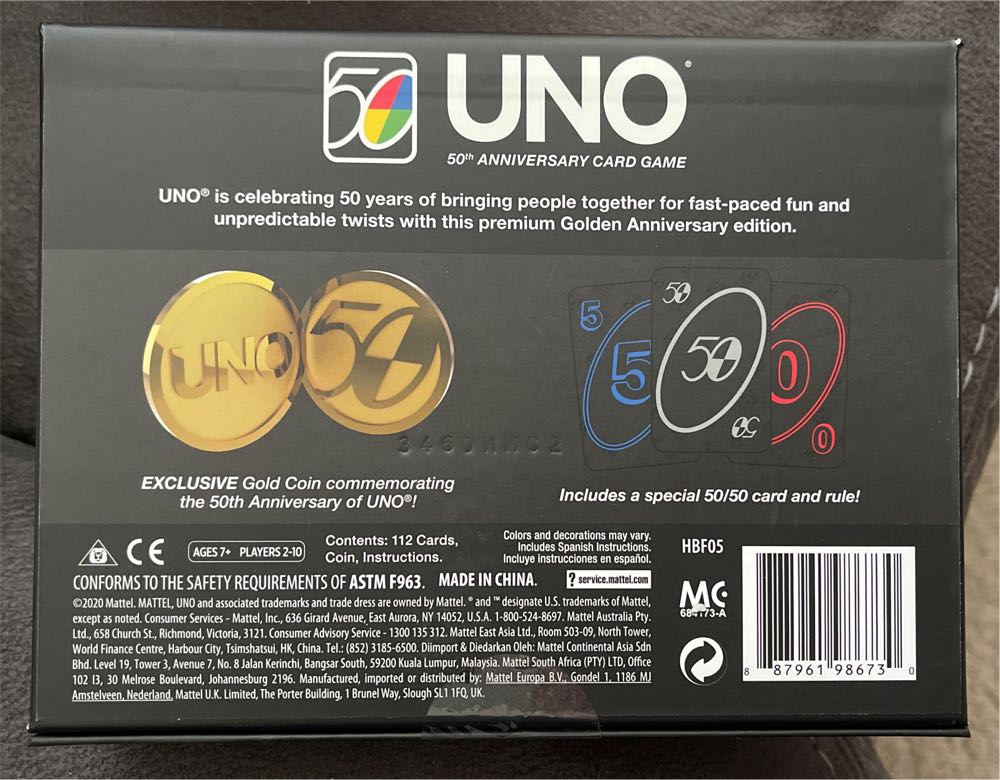 50 UNO®
50th ANNIVERSARY CARD GAME
UNO® is celebrating 50 years of bringing people together for fast-paced fun and
unpredictable twists with this premium Golden Anniversary edition.
UNO 50
5 5 50 50 50 0 0
3460HMC2
EXCLUSIVE Gold Coin commemorating
the 50th Anniversary of UNO®!
Includes a special 50/50 card and rule!
CE
AGES 7+ PLAYERS 2-10
Contents: 112 Cards,
Coin, Instructions.
Colors and decorations may vary.
Includes Spanish Instructions.
Incluye instrucciones en español.
CONFORMS TO THE SAFETY REQUIREMENTS OF ASTM F963. MADE IN CHINA.
? service.mattel.com
©2020 Mattel. MATTEL, UNO and associated trademarks and trade dress are owned by Mattel. ® and ™ designate U.S. trademarks of Mattel,
except as noted. Consumer Services - Mattel, Inc., 636 Girard Avenue, East Aurora, NY 14052, U.S.A. 1-800-524-8697. Mattel Australia Pty.
Ltd., 658 Church St., Richmond, Victoria, 3121. Consumer Advisory Service - 1300 135 312. Mattel East Asia Ltd., Room 503-09, North Tower,
World Finance Centre, Harbour City, Tsimshatsui, HK, China. Tel.: (852) 3185-6500. Diimport & Diedarkan Oleh: Mattel Continental Asia Sdn
Bhd. Level 19, Tower 3, Avenue 7, No. 8 Jalan Kerinchi, Bangsar South, 59200 Kuala Lumpur, Malaysia. Mattel South Africa (PTY) LTD, Office
102 I3, 30 Melrose Boulevard, Johannesburg 2196. Manufactured, imported or distributed by: Mattel Europa B.V., Gondel 1, 1186 MJ
Amstelveen, Nederland. Mattel U.K. Limited, The Porter Building, 1 Brunel Way, Slough SL1 1FQ, UK.
HBF05
MC
684173-A
8 87961 98673 0